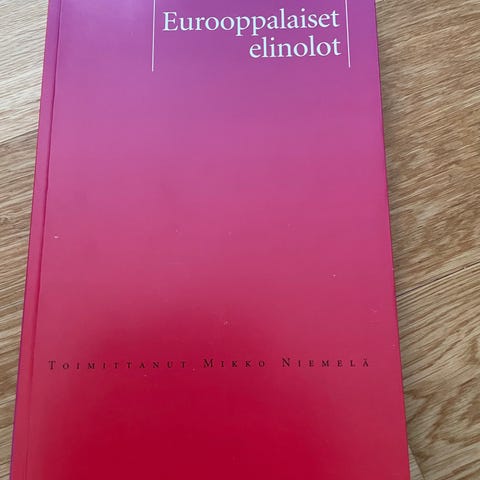 Eurooppalaiset
elinolot
Toimittanut Mikko Niemelä